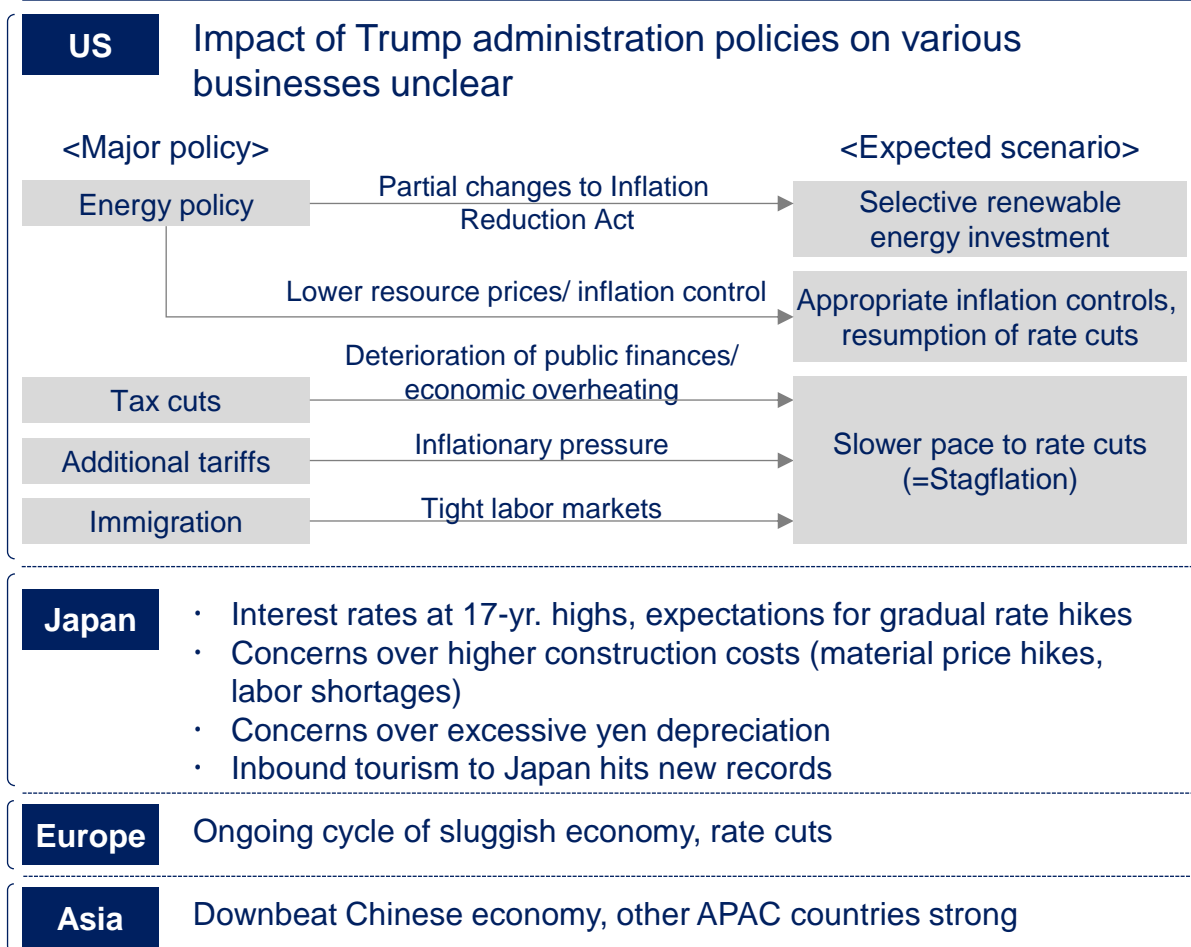 US
Impact of Trump administration policies on various
businesses unclear
<Major policy>
<Expected scenario>
Energy policy
Partial changes to Inflation
Reduction Act
Selective renewable
energy investment
Lower resource prices/ inflation control
Appropriate inflation controls,
resumption of rate cuts
Deterioration of public finances/
economic overheating
Tax cuts
Additional tariffs
Inflationary pressure
Slower pace to rate cuts
(=Stagflation)
Immigration
Tight labor markets
Japan
・ Interest rates at 17-yr. highs, expectations for gradual rate hikes
・ Concerns over higher construction costs (material price hikes,
labor shortages)
・ Concerns over excessive yen depreciation
・ Inbound tourism to Japan hits new records
Europe
Ongoing cycle of sluggish economy, rate cuts
Asia
Downbeat Chinese economy, other APAC countries strong